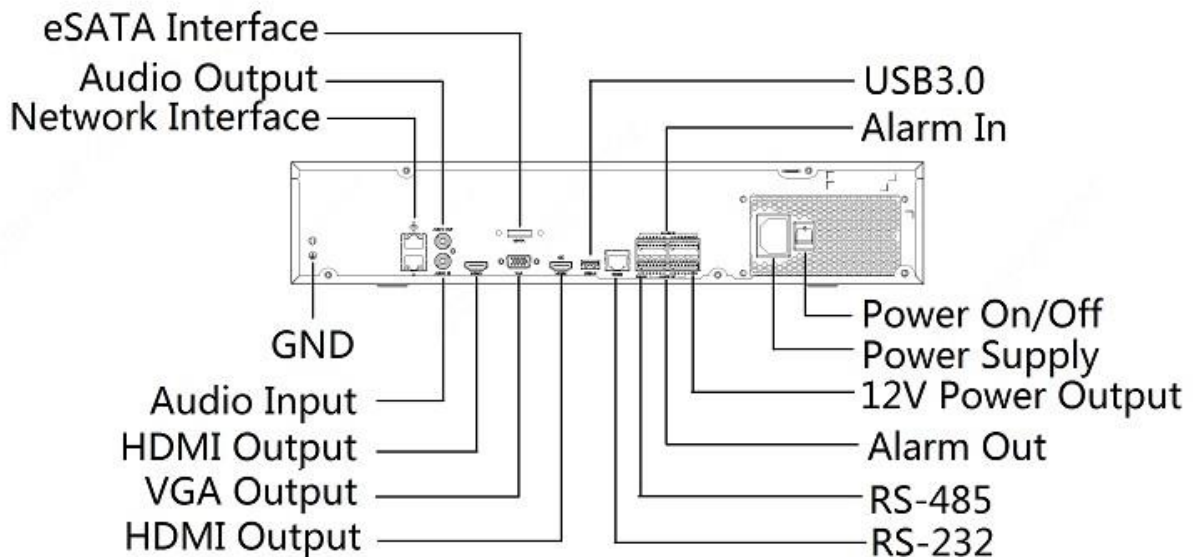 eSATA Interface
Audio Output
Network Interface
USB3.0
Alarm In
GND
Audio Input
HDMI Output
VGA Output
HDMI Output
Power On/Off
Power Supply
12V Power Output
Alarm Out
RS-485
RS-232